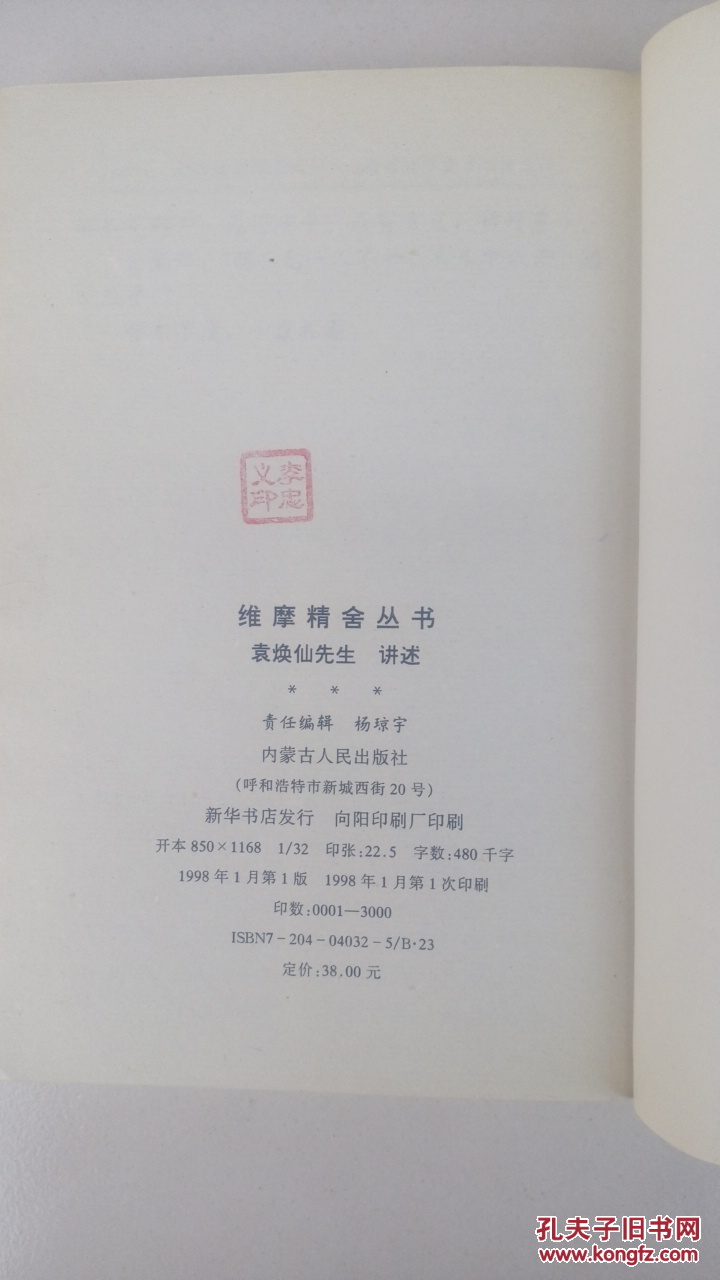 李忠
义印
维摩精舍丛书
袁焕仙先生 讲述
* * *
责任编辑 杨琼宇
内蒙古人民出版社
(呼和浩特市新城西街20号)
新华书店发行 向阳印刷厂印刷
开本850×1168 1/32 印张:22.5 字数:480千字
1998年1月第1版 1998年1月第1次印刷
印数:0001—3000
ISBN7-204-04032-5/B·23
定价:38.00元
孔夫子旧书网
www.kongfz.com